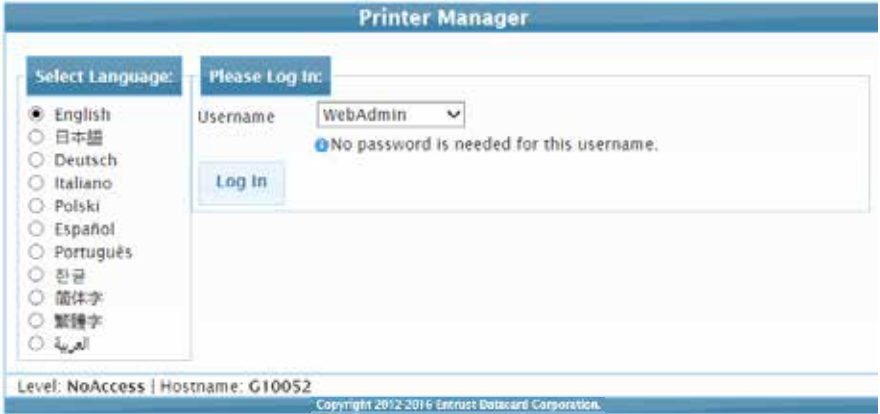 Printer Manager
Select Language:
English
日本語
Deutsch
Italiano
Polski
Español
Português
한글
简体字
繁體字
العربية
Please Log In:
Username WebAdmin
No password is needed for this username.
Log In
Level: NoAccess | Hostname: G10052
Copyright 2012-2016 Entrust Datacard Corporation.